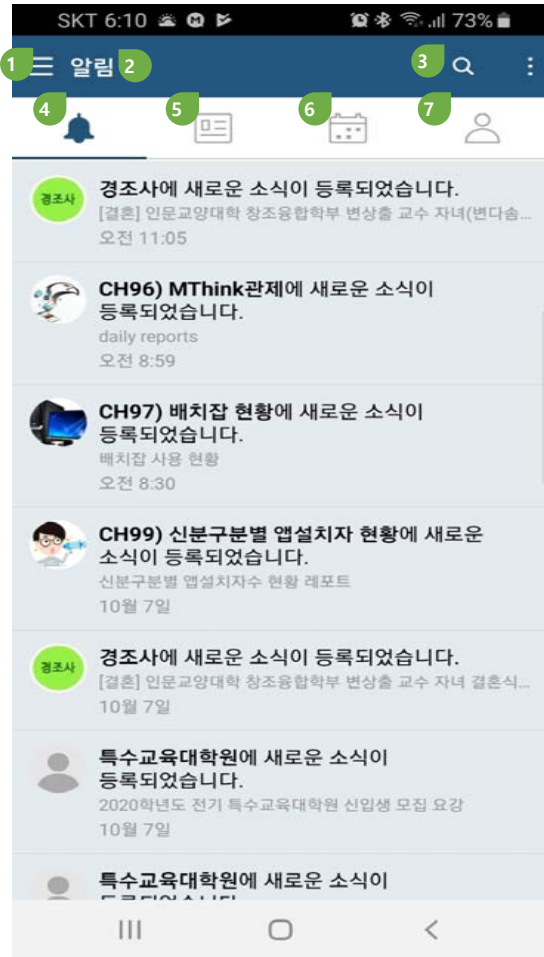 SKT 6:10 73%
1 알림 2 3
4 5 6 7
경조사
경조사에 새로운 소식이 등록되었습니다.
[결혼] 인문교양대학 창조융합학부 변상출 교수 자녀(변다솜...
오전 11:05
CH96) MThink관제에 새로운 소식이
등록되었습니다.
daily reports
오전 8:59
CH97) 배치잡 현황에 새로운 소식이
등록되었습니다.
배치잡 사용 현황
오전 8:30
CH99) 신분구분별 앱설치자 현황에 새로운
소식이 등록되었습니다.
신분구분별 앱설치자수 현황 레포트
10월 7일
경조사
경조사에 새로운 소식이 등록되었습니다.
[결혼] 인문교양대학 창조융합학부 변상출 교수 자녀 결혼식...
10월 7일
특수교육대학원에 새로운 소식이
등록되었습니다.
2020학년도 전기 특수교육대학원 신입생 모집 요강
10월 7일
특수교육대학원에 새로운 소식이